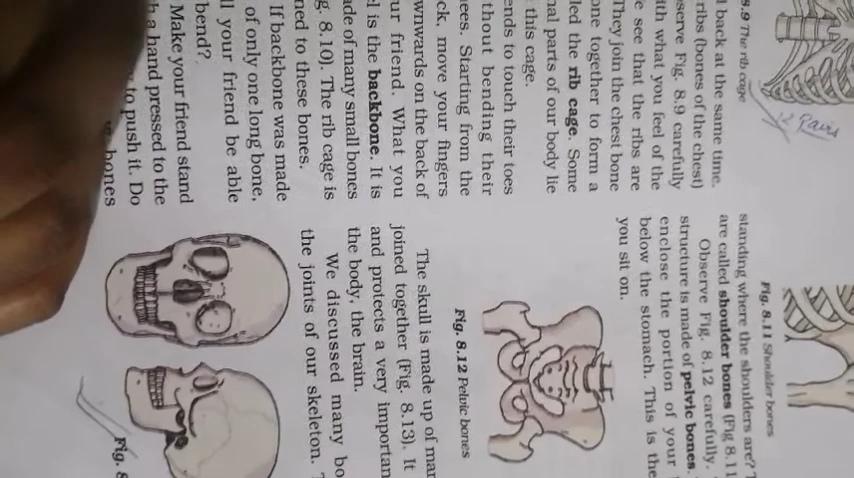 8.9 The rib cage
12 Pairs
back at the same time.
ribs (bones of the chest)
serve Fig. 8.9 carefully
ith what you feel of the
e see that the ribs are
They join the chest bone
one together to form a
led the rib cage. Some
nal parts of our body lie
this cage.
ends to touch their toes
thout bending their
ees. Starting from the
ck, move your fingers
wnwards on the back of
ur friend. What you
el is the backbone. It is
ade of many small bones
g. 8.10). The rib cage is
ned to these bones.
If backbone was made
of only one long bone,
ll your friend be able
bend?
Make your friend stand
a hand pressed to the
to push it. Do
bones
Fig. 8.11 Shoulder bones
standing where the shoulders are? T
are called shoulder bones (Fig 8.11
Observe Fig. 8.12 carefully.
structure is made of pelvic bones.
enclose the portion of your
below the stomach. This is the
you sit on.
Fig. 8.12 Pelvic bones
The skull is made up of mar
joined together (Fig. 8.13). It
and protects a very importan
the body, the brain.
We discussed many bo
the joints of our skeleton. T
Fig. 8